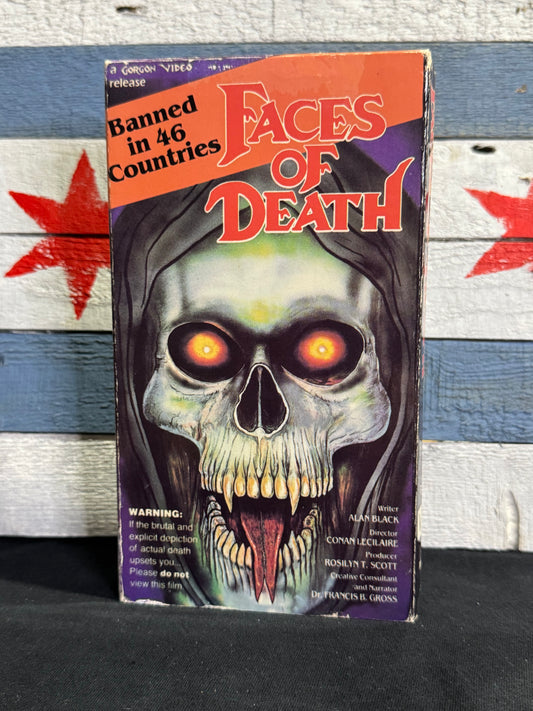 a GORGON VIDEO
release
Banned
in 46
Countries
FACES
OF
DEATH
WARNING:
If the brutal and
explicit depiction
of actual death
upsets you...
Please do not
view this film.
Writer
ALAN BLACK
Director
CONAN LECILAIRE
Producer
ROSILYN T. SCOTT
Creative Consultant
and Narrator
Dr. FRANCIS B. GROSS